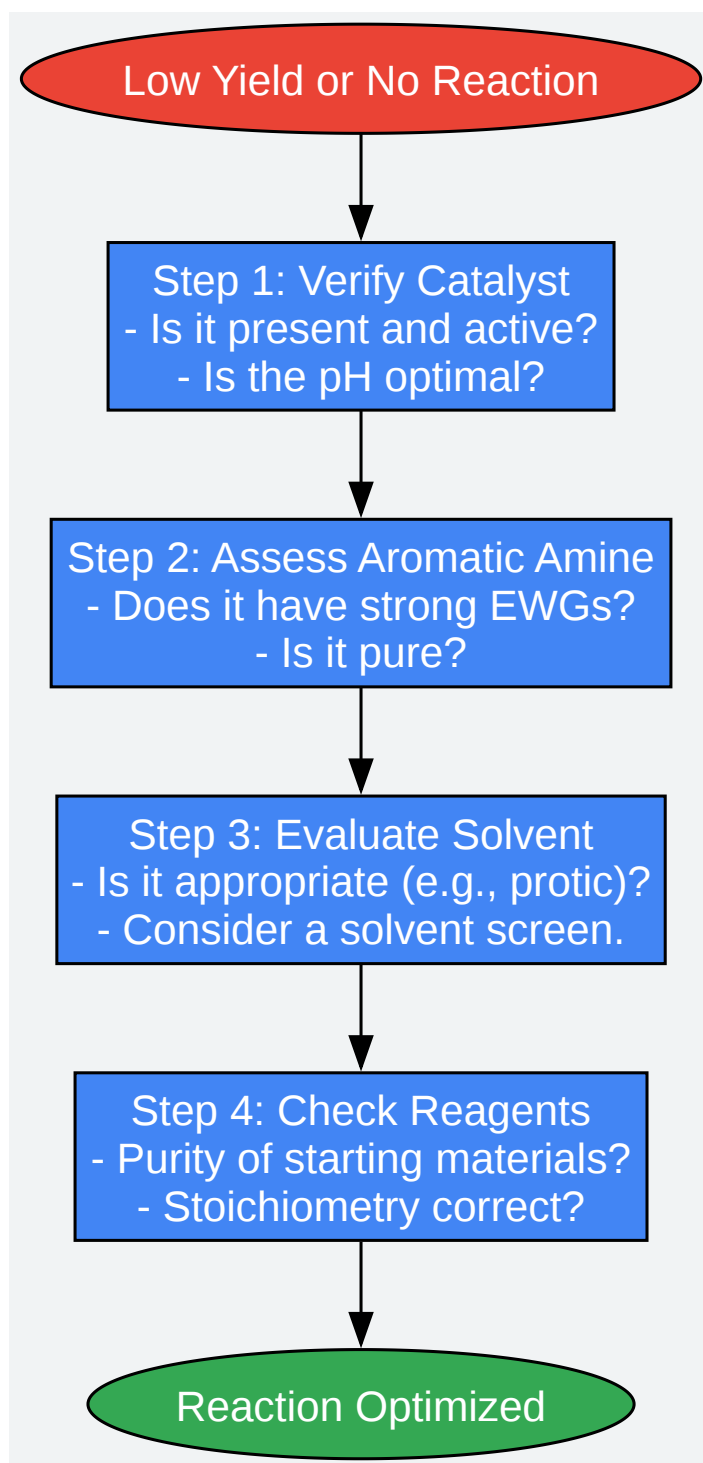 Low Yield or No Reaction
Step 1: Verify Catalyst
- Is it present and active?
- Is the pH optimal?
Step 2: Assess Aromatic Amine
- Does it have strong EWGs?
- Is it pure?
Step 3: Evaluate Solvent
- Is it appropriate (e.g., protic)?
- Consider a solvent screen.
Step 4: Check Reagents
- Purity of starting materials?
- Stoichiometry correct?
Reaction Optimized